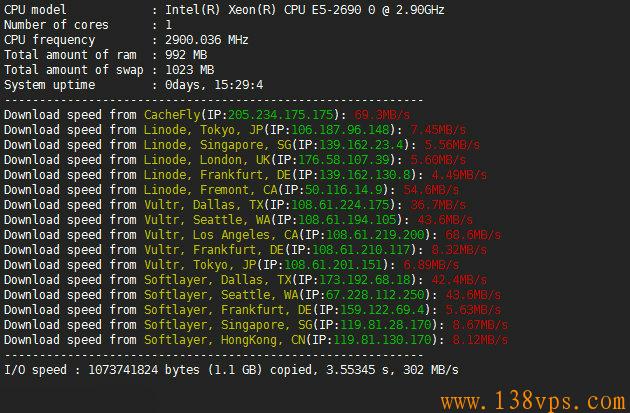 CPU model            : Intel(R) Xeon(R) CPU E5-2690 0 @ 2.90GHz
Number of cores      : 1
CPU frequency        : 2900.036 MHz
Total amount of ram  : 992 MB
Total amount of swap : 1023 MB
System uptime        : 0days, 15:29:4
------------------------------------------------------------
Download speed from CacheFly(IP:205.234.175.175): 69.3MB/s
Download speed from Linode, Tokyo, JP(IP:106.187.96.148): 7.45MB/s
Download speed from Linode, Singapore, SG(IP:139.162.23.4): 5.56MB/s
Download speed from Linode, London, UK(IP:176.58.107.39): 5.60MB/s
Download speed from Linode, Frankfurt, DE(IP:139.162.130.8): 4.49MB/s
Download speed from Linode, Fremont, CA(IP:50.116.14.9): 54.6MB/s
Download speed from Vultr, Dallas, TX(IP:108.61.224.175): 36.7MB/s
Download speed from Vultr, Seattle, WA(IP:108.61.194.105): 43.6MB/s
Download speed from Vultr, Los Angeles, CA(IP:108.61.219.200): 68.6MB/s
Download speed from Vultr, Frankfurt, DE(IP:108.61.210.117): 8.32MB/s
Download speed from Vultr, Tokyo, JP(IP:108.61.201.151): 6.89MB/s
Download speed from Softlayer, Dallas, TX(IP:173.192.68.18): 42.4MB/s
Download speed from Softlayer, Seattle, WA(IP:67.228.112.250): 43.6MB/s
Download speed from Softlayer, Frankfurt, DE(IP:159.122.69.4): 5.63MB/s
Download speed from Softlayer, Singapore, SG(IP:119.81.28.170): 8.67MB/s
Download speed from Softlayer, HongKong, CN(IP:119.81.130.170): 8.12MB/s
------------------------------------------------------------
I/O speed : 1073741824 bytes (1.1 GB) copied, 3.55345 s, 302 MB/s
www.138vps.com